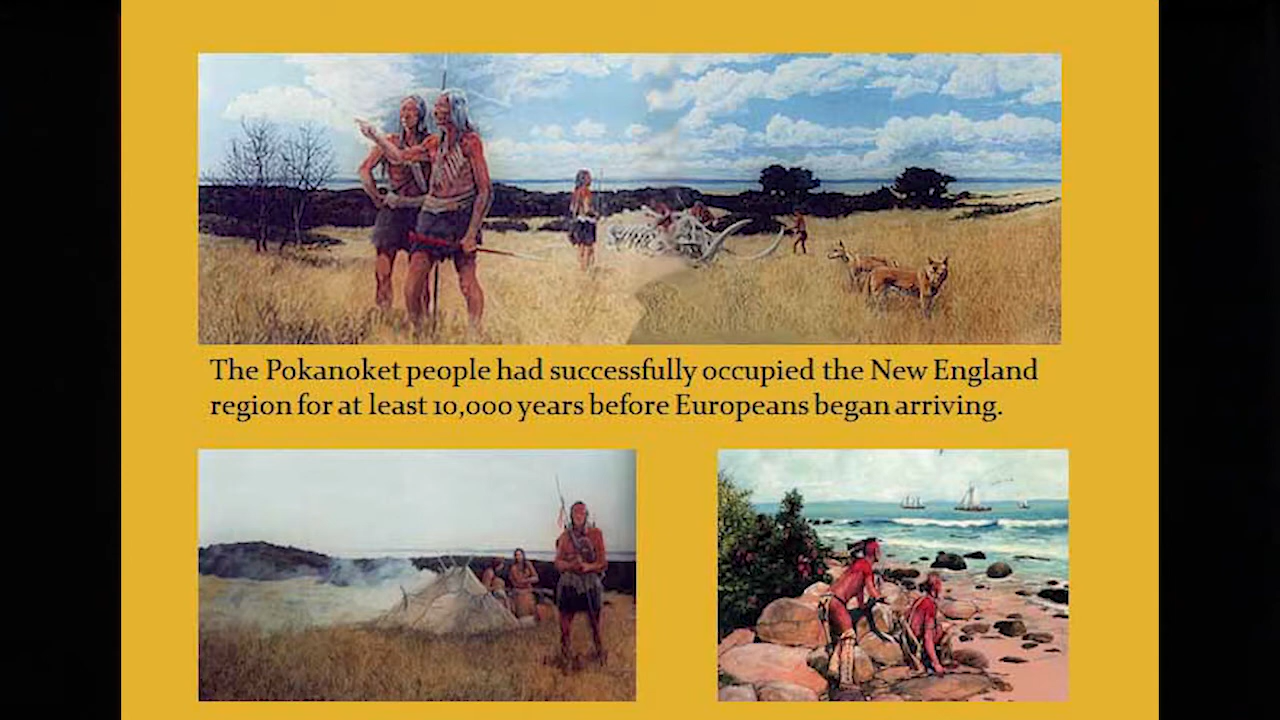 The Pokanoket people had successfully occupied the New England
region for at least 10,000 years before Europeans began arriving.